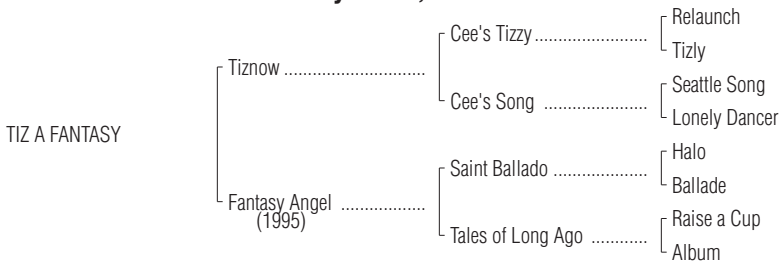 Relaunch
Cee's Tizzy
Tizly
Tiznow
Seattle Song
Cee's Song
Lonely Dancer
TIZ A FANTASY
Halo
Saint Ballado
Ballade
Fantasy Angel
(1995)
Raise a Cup
Tales of Long Ago
Album